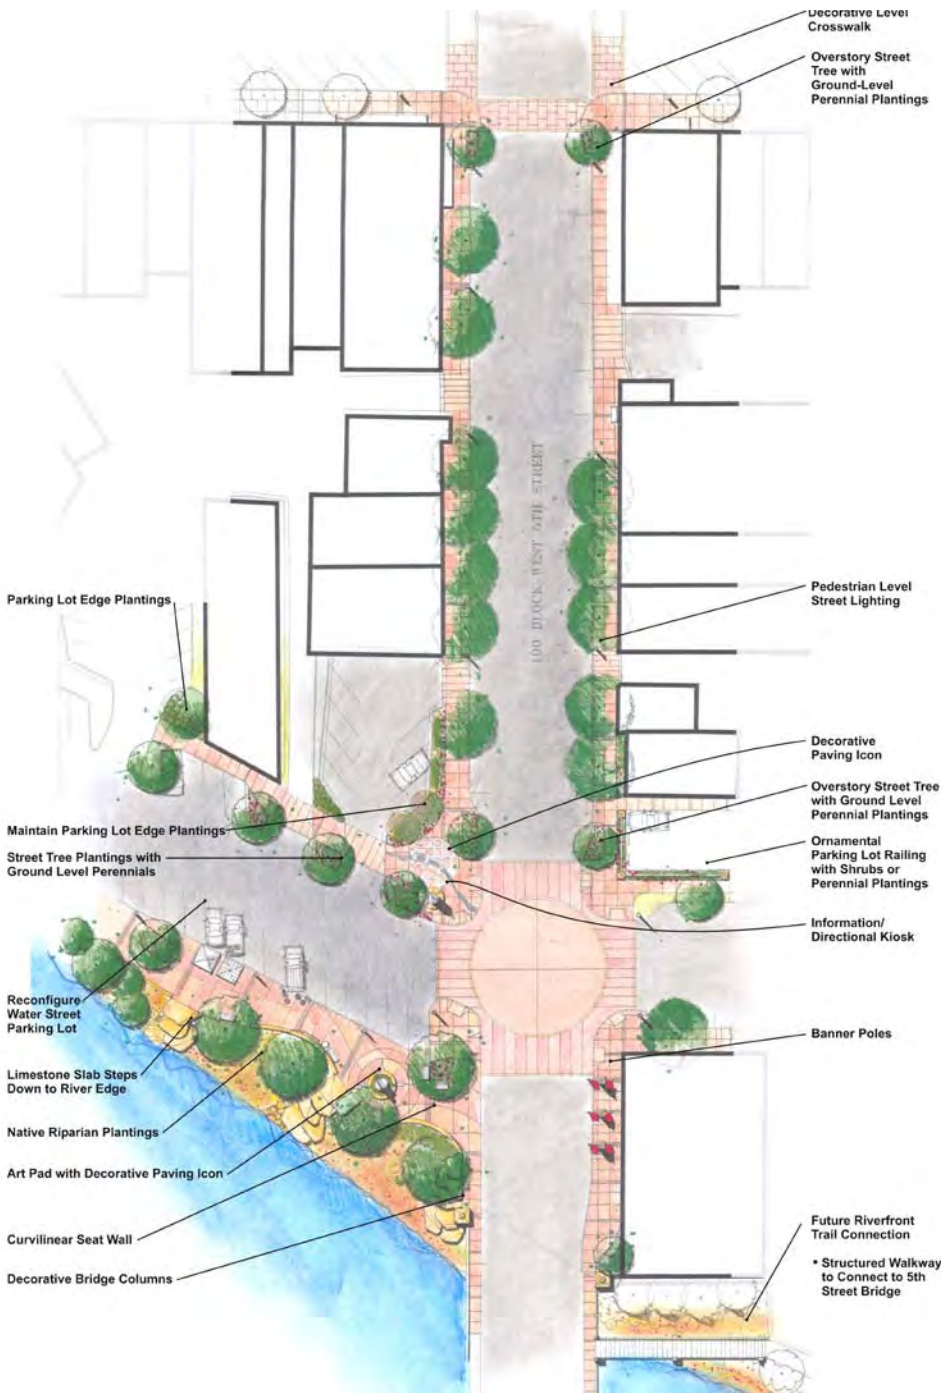 Decorative Level
Crosswalk
Overstory Street
Tree with
Ground-Level
Perennial Plantings
100 BLOCK WEST 4TH STREET
Parking Lot Edge Plantings
Pedestrian Level
Street Lighting
Decorative
Paving Icon
Overstory Street Tree
with Ground Level
Perennial Plantings
Maintain Parking Lot Edge Plantings
Street Tree Plantings with
Ground Level Perennials
Ornamental
Parking Lot Railing
with Shrubs or
Perennial Plantings
Information/
Directional Kiosk
Reconfigure
Water Street
Parking Lot
Banner Poles
Limestone Slab Steps
Down to River Edge
Native Riparian Plantings
Art Pad with Decorative Paving Icon
Curvilinear Seat Wall
Decorative Bridge Columns
Future Riverfront
Trail Connection
• Structured Walkway
to Connect to 5th
Street Bridge